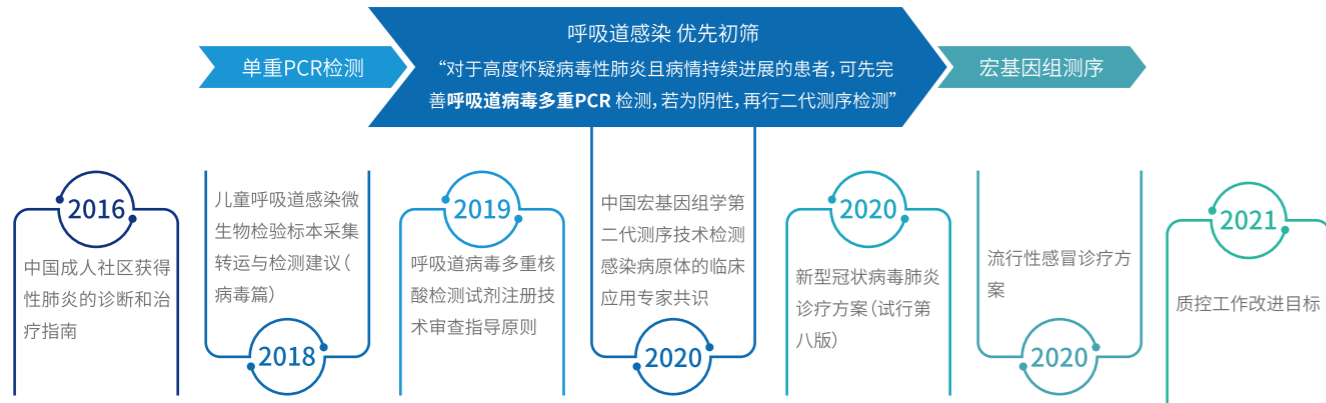 单重PCR检测
呼吸道感染 优先初筛
“对于高度怀疑病毒性肺炎且病情持续进展的患者,可先完
善呼吸道病毒多重PCR 检测,若为阴性,再行二代测序检测”
宏基因组测序
2016
中国成人社区获得
性肺炎的诊断和治
疗指南
儿童呼吸道感染微
生物检验标本采集
转运与检测建议(
病毒篇)
2018
2019
呼吸道病毒多重核
酸检测试剂注册技
术审查指导原则
中国宏基因组学第
二代测序技术检测
感染病原体的临床
应用专家共识
2020
2020
新型冠状病毒肺炎
诊疗方案(试行第
八版)
流行性感冒诊疗方
案
2020
2021
质控工作改进目标